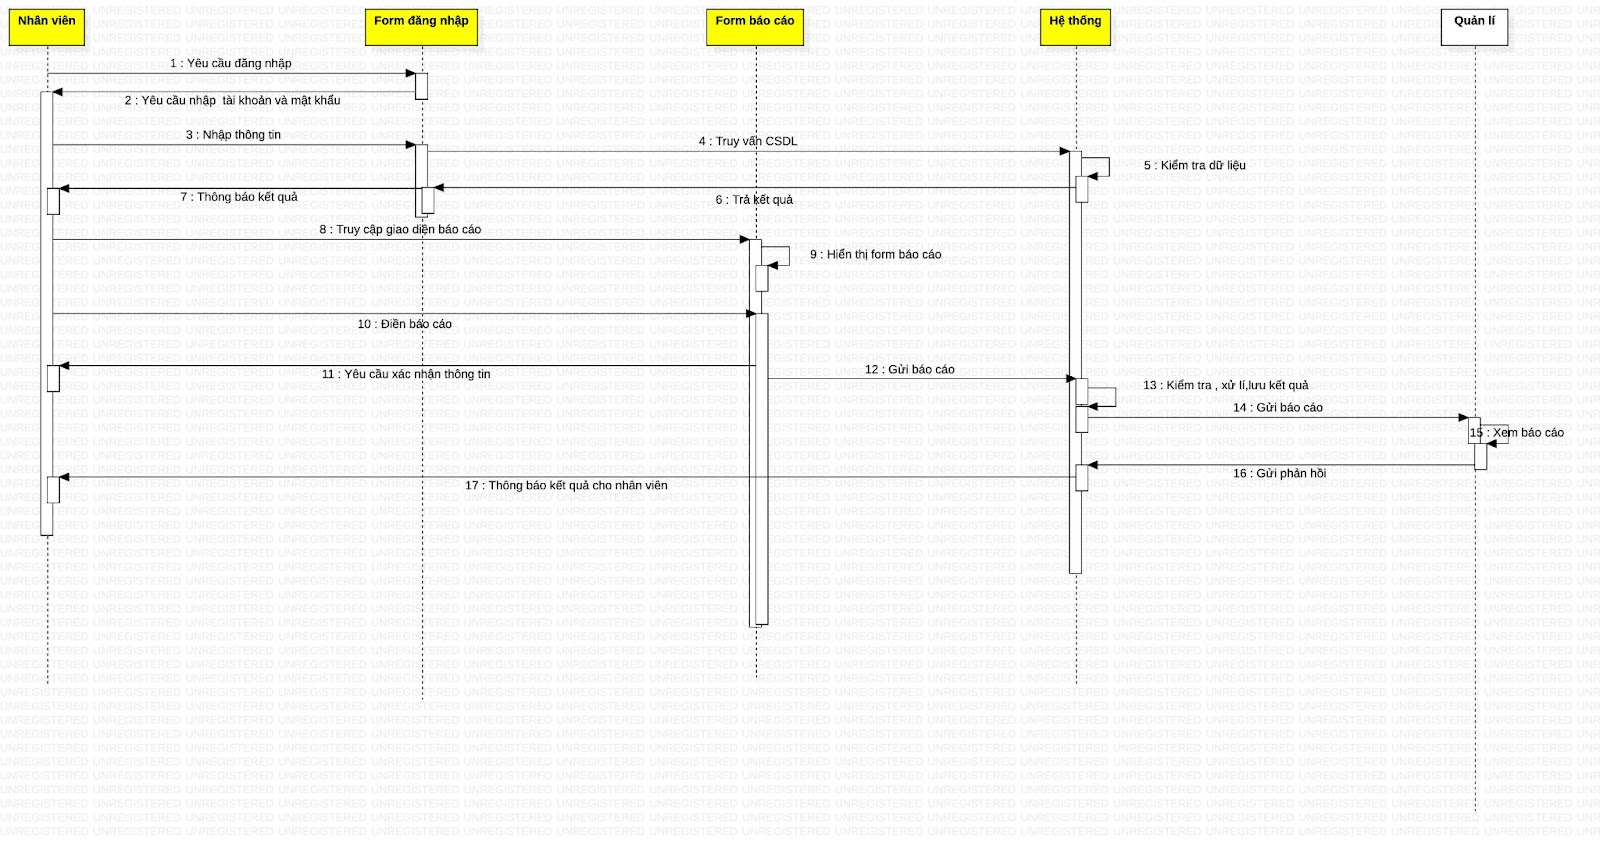 Nhân viên
Form đăng nhập
Form báo cáo
Hệ thống
Quản lí
1 : Yêu cầu đăng nhập
2 : Yêu cầu nhập  tài khoản và mật khẩu
3 : Nhập thông tin
4 : Truy vấn CSDL
5 : Kiểm tra dữ liệu
6 : Trả kết quả
7 : Thông báo kết quả
8 : Truy cập giao diện báo cáo
9 : Hiển thị form báo cáo
10 : Điền báo cáo
11 : Yêu cầu xác nhận thông tin
12 : Gửi báo cáo
13 : Kiểm tra , xử lí,lưu kết quả
14 : Gửi báo cáo
15 : Xem báo cáo
16 : Gửi phản hồi
17 : Thông báo kết quả cho nhân viên
UNREGISTERED